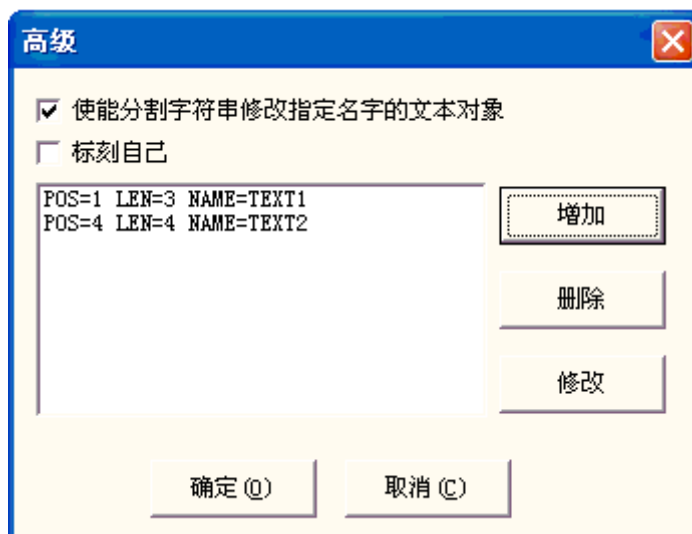 高级
使能分割字符串修改指定名字的文本对象
标刻自己
POS=1 LEN=3 NAME=TEXT1
POS=4 LEN=4 NAME=TEXT2
增加
删除
修改
确定(O) 取消(C)